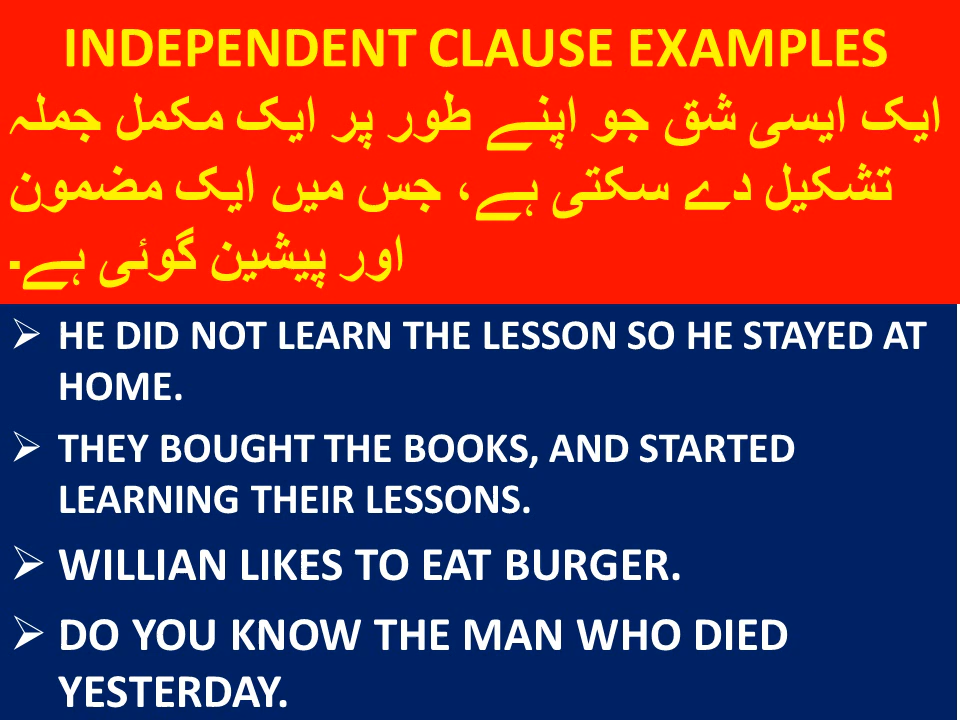 INDEPENDENT CLAUSE EXAMPLES
ایک ایسی شق جو اپنے طور پر ایک مکمل جملہ
تشکیل دے سکتی ہے، جس میں ایک مضمون
اور پیشین گوئی ہے۔
➢ HE DID NOT LEARN THE LESSON SO HE STAYED AT
HOME.
➢ THEY BOUGHT THE BOOKS, AND STARTED
LEARNING THEIR LESSONS.
➢ WILLIAN LIKES TO EAT BURGER.
➢ DO YOU KNOW THE MAN WHO DIED
YESTERDAY.